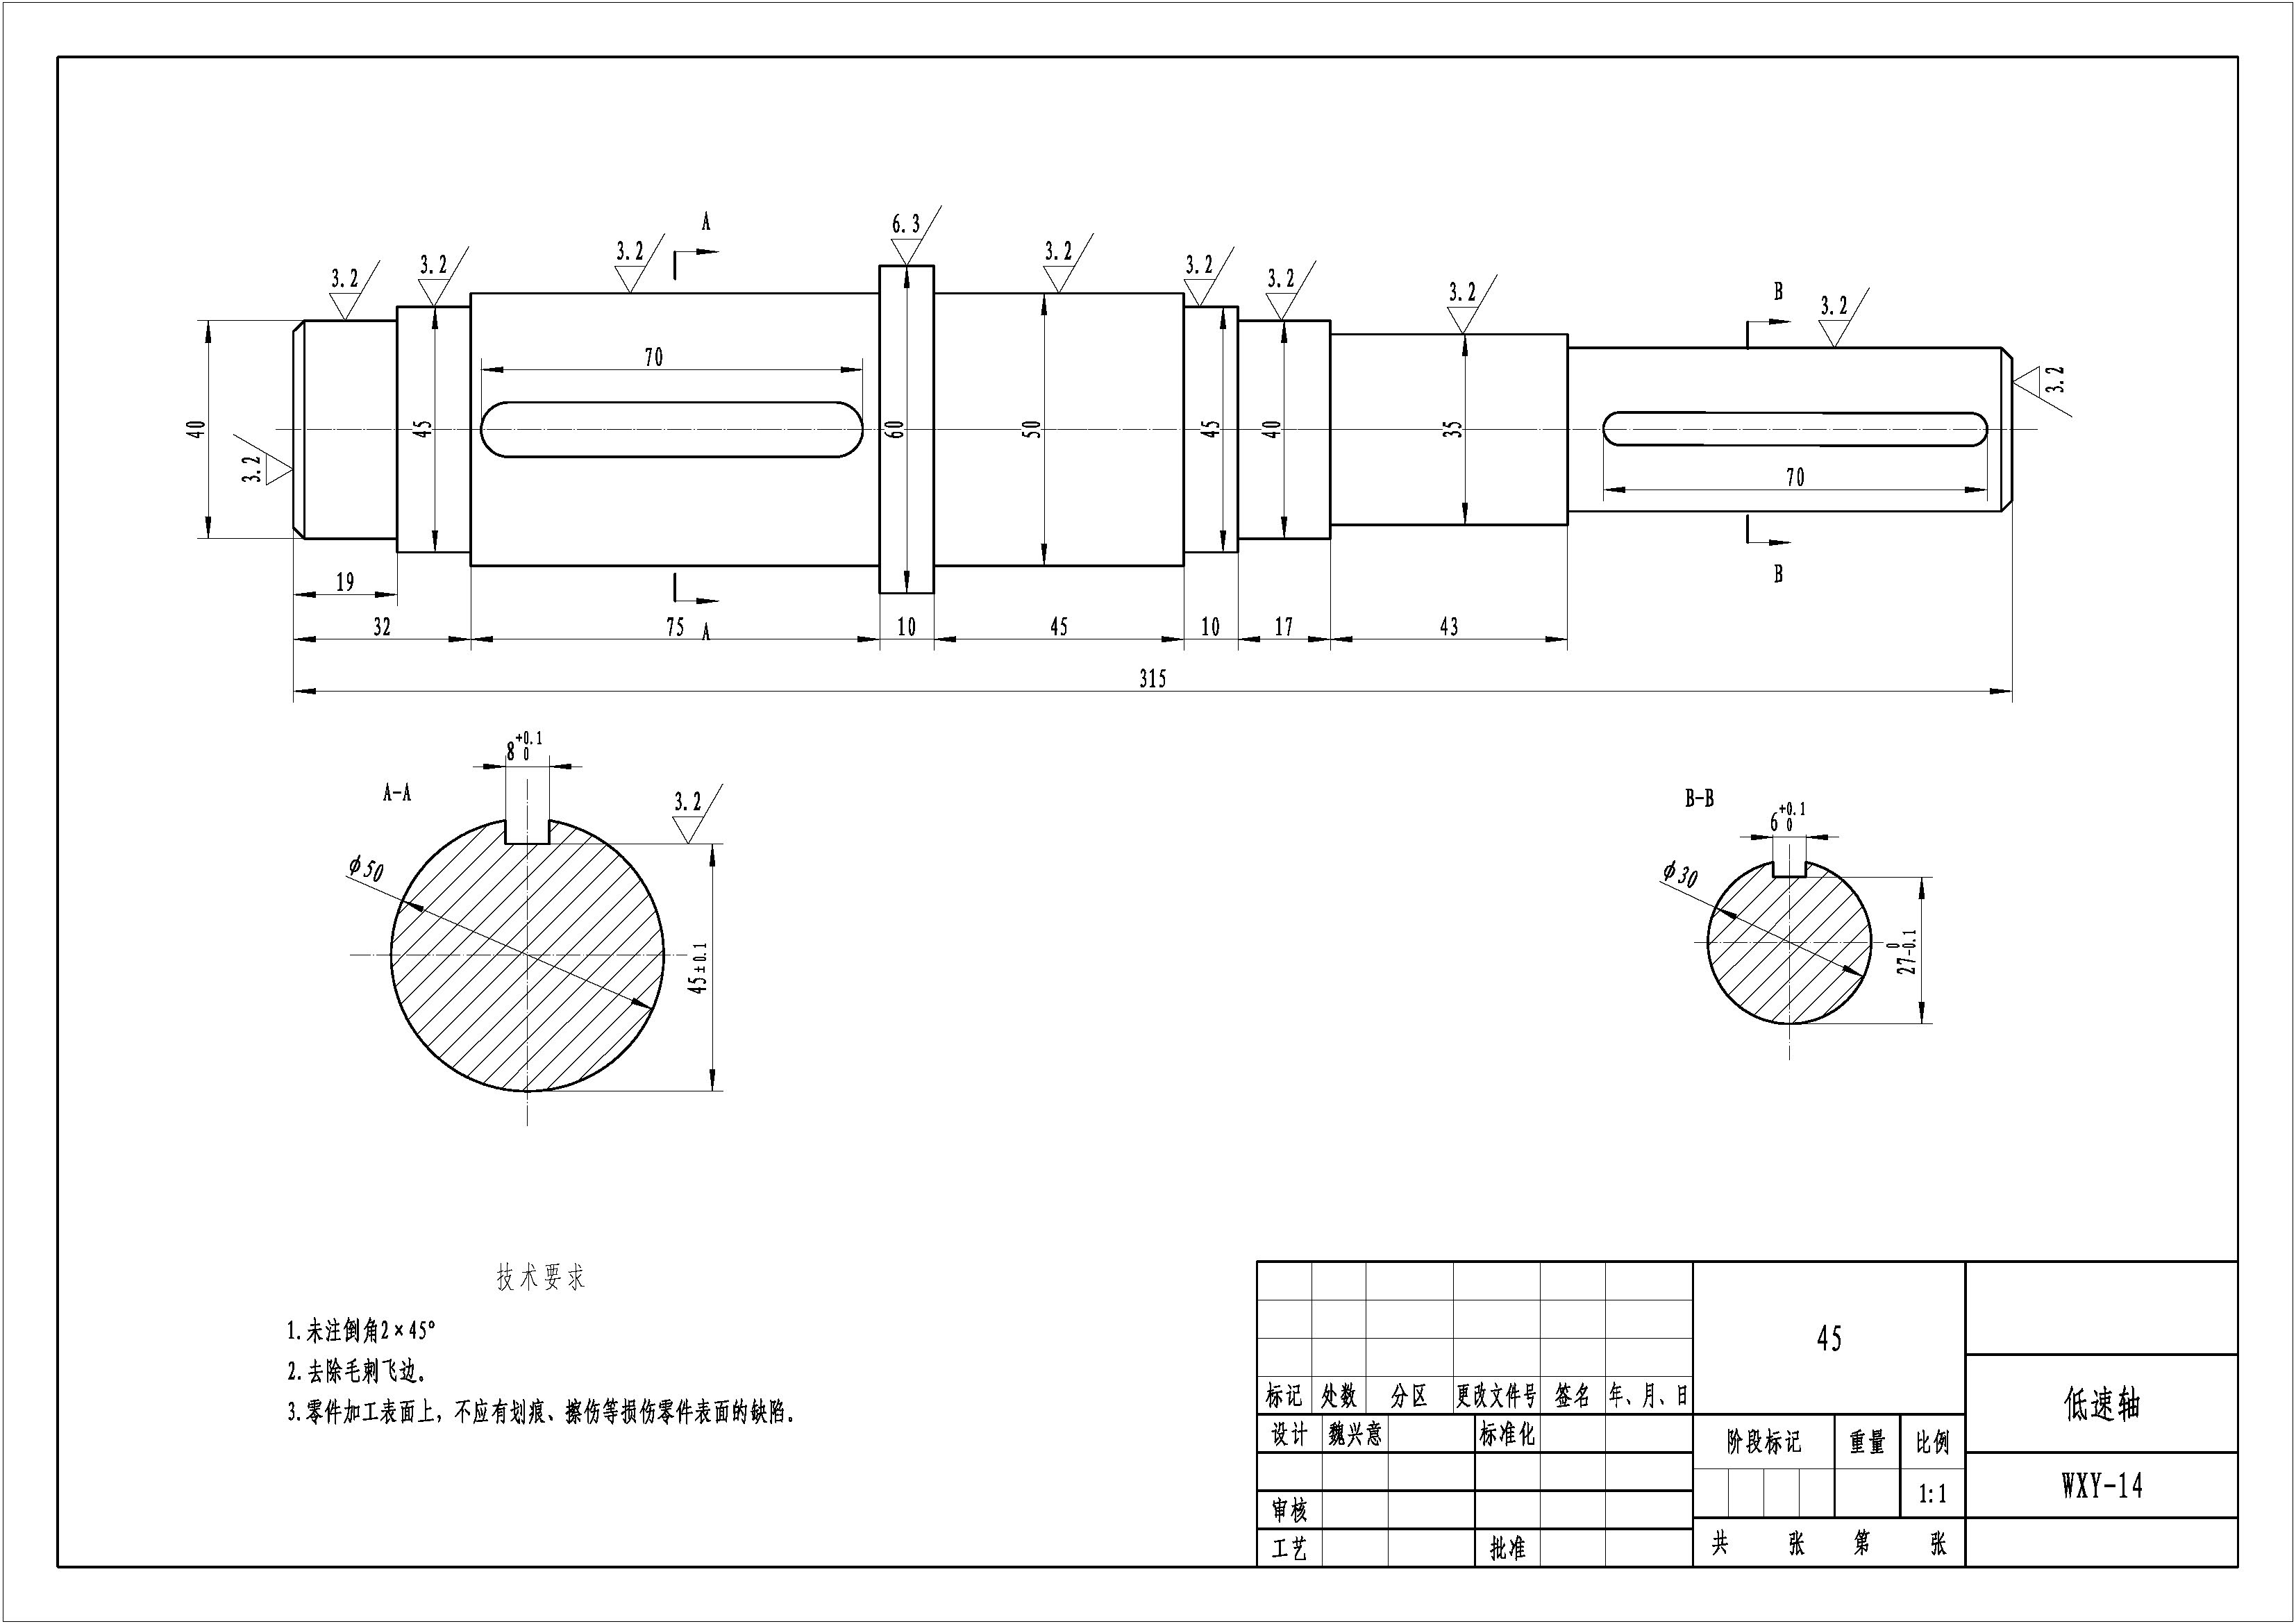 A
6.3
3.2
3.2
3.2
3.2
3.2
3.2
3.2
B
3.2
70
3.2
40
45
60
50
45
40
35
3.2
70
19
B
32
75
A
10
45
10
17
43
315
8 +0.1 0
A-A
3.2
φ50
45±0.1
B-B
6 +0.1 0
φ30
27 0 -0.1
技术要求
1.未注倒角2×45°
2.去除毛刺飞边。
3.零件加工表面上，不应有划痕、擦伤等损伤零件表面的缺陷。
45
标记 处数 分区 更改文件号 签名 年、月、日
低速轴
设计 魏兴意 标准化
阶段标记 重量 比例
WXY-14
1:1
审核
工艺 批准
共 张 第 张